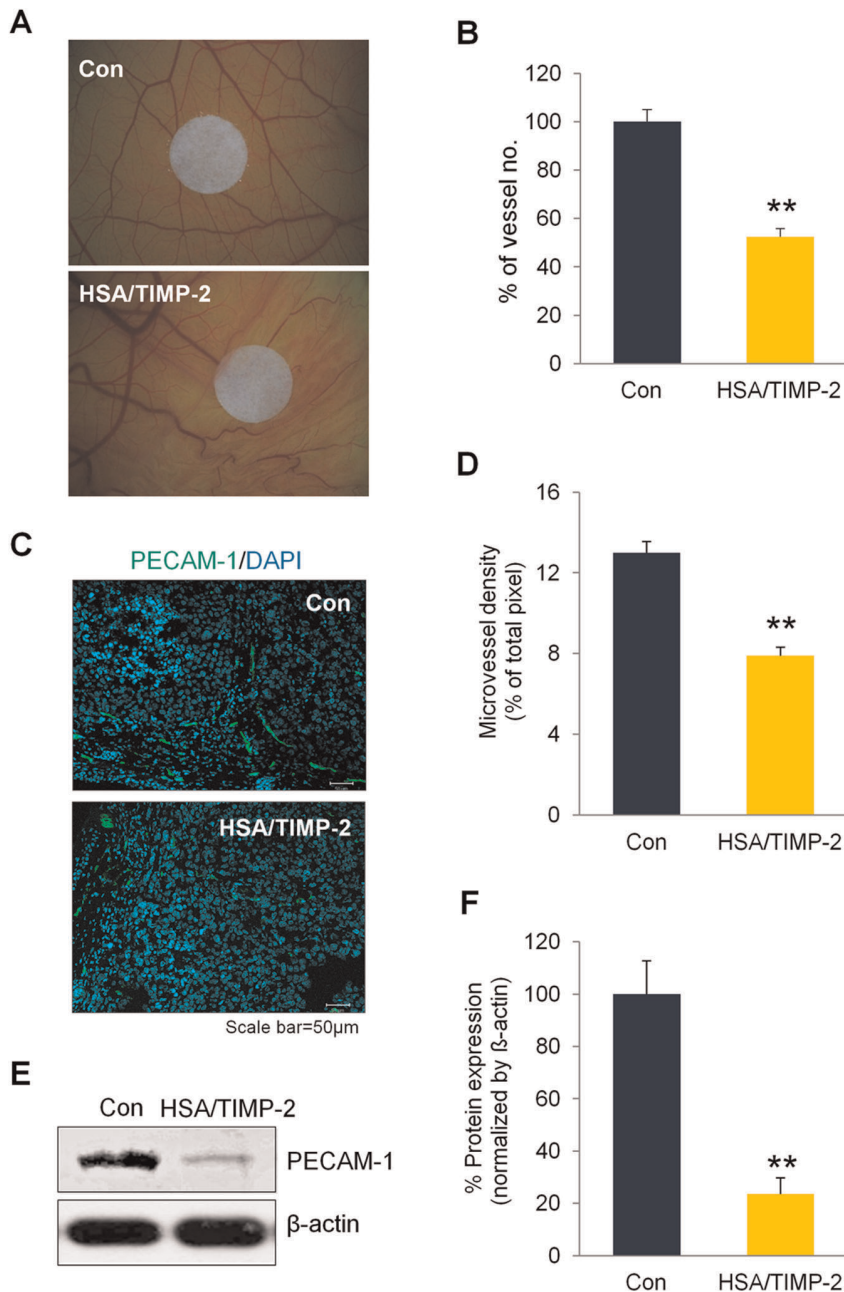 A
Con
HSA/TIMP-2
B
120
100
80
60
40
20
0
% of vessel no.
**
Con
HSA/TIMP-2
C
PECAM-1/DAPI
Con
HSA/TIMP-2
Scale bar=50μm
D
16
12
8
4
0
Microvessel density
(% of total pixel)
**
Con
HSA/TIMP-2
E
Con HSA/TIMP-2
PECAM-1
β-actin
F
120
100
80
60
40
20
0
% Protein expression
(normalized by ß-actin)
**
Con
HSA/TIMP-2